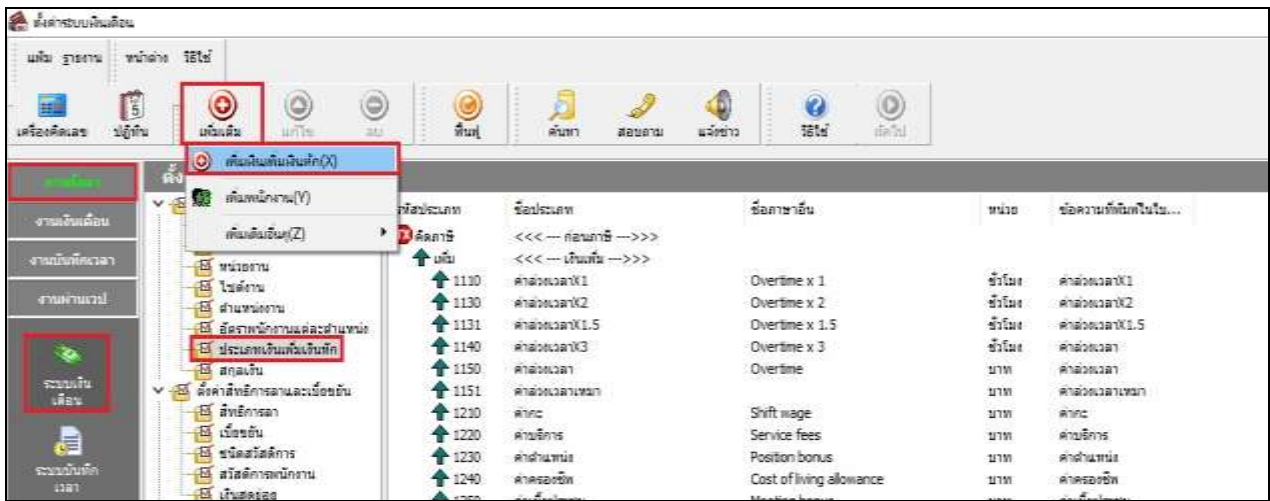 ตั้งค่าระบบเงินเดือน
แฟ้ม รายงาน หน้าต่าง วิธีใช้
เครื่องคิดเลข ปฏิทิน เพิ่มเติม แก้ไข ลบ ฟื้นฟู ค้นหา สอบถาม แจ้งข่าว วิธีใช้ ถัดไป
เพิ่มเงินเพิ่มเงินหัก(X)
เพิ่มพนักงาน(Y)
เพิ่มเติมอื่นๆ(Z)
งานเงินเดือน
งานบันทึกเวลา
งานผ่านเวป
ระบบเงินเดือน
ระบบบันทึกเวลา
หน่วยงาน
ไซด์งาน
ตำแหน่งงาน
อัตราพนักงานแต่ละตำแหน่ง
ประเภทเงินเพิ่มเงินหัก
สกุลเงิน
ตั้งค่าสิทธิการลาและเบี้ยขยัน
สิทธิการลา
เบี้ยขยัน
ชนิดสวัสดิการ
สวัสดิการพนักงาน
เงินสดย่อย
รหัสประเภท ชื่อประเภท ชื่อภาษาอื่น หน่วย ข้อความที่พิมพ์ในใบ...
คิดภาษี <<<--- ก่อนภาษี --->>>
เพิ่ม <<<--- เงินเพิ่ม --->>>
1110 ค่าล่วงเวลาX1 Overtime x 1 ชั่วโมง ค่าล่วงเวลาX1
1130 ค่าล่วงเวลาX2 Overtime x 2 ชั่วโมง ค่าล่วงเวลาX2
1131 ค่าล่วงเวลาX1.5 Overtime x 1.5 ชั่วโมง ค่าล่วงเวลาX1.5
1140 ค่าล่วงเวลาX3 Overtime x 3 ชั่วโมง ค่าล่วงเวลา
1150 ค่าล่วงเวลา Overtime บาท ค่าล่วงเวลา
1151 ค่าล่วงเวลาเหมา บาท ค่าล่วงเวลาเหมา
1210 ค่ากะ Shift wage บาท ค่ากะ
1220 ค่าบริการ Service fees บาท ค่าบริการ
1230 ค่าตำแหน่ง Position bonus บาท ค่าตำแหน่ง
1240 ค่าครองชีพ Cost of living allowance บาท ค่าครองชีพ